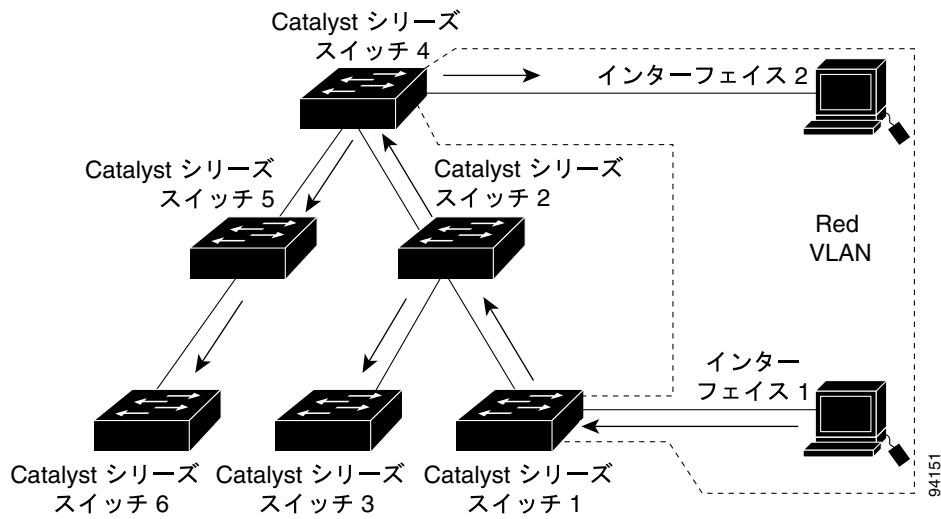 Catalyst シリーズ
スイッチ 4
インターフェイス 2
Catalyst シリーズ
スイッチ 5
Catalyst シリーズ
スイッチ 2
Red
VLAN
インター
フェイス 1
Catalyst シリーズ
スイッチ 6
Catalyst シリーズ
スイッチ 3
Catalyst シリーズ
スイッチ 1
94151